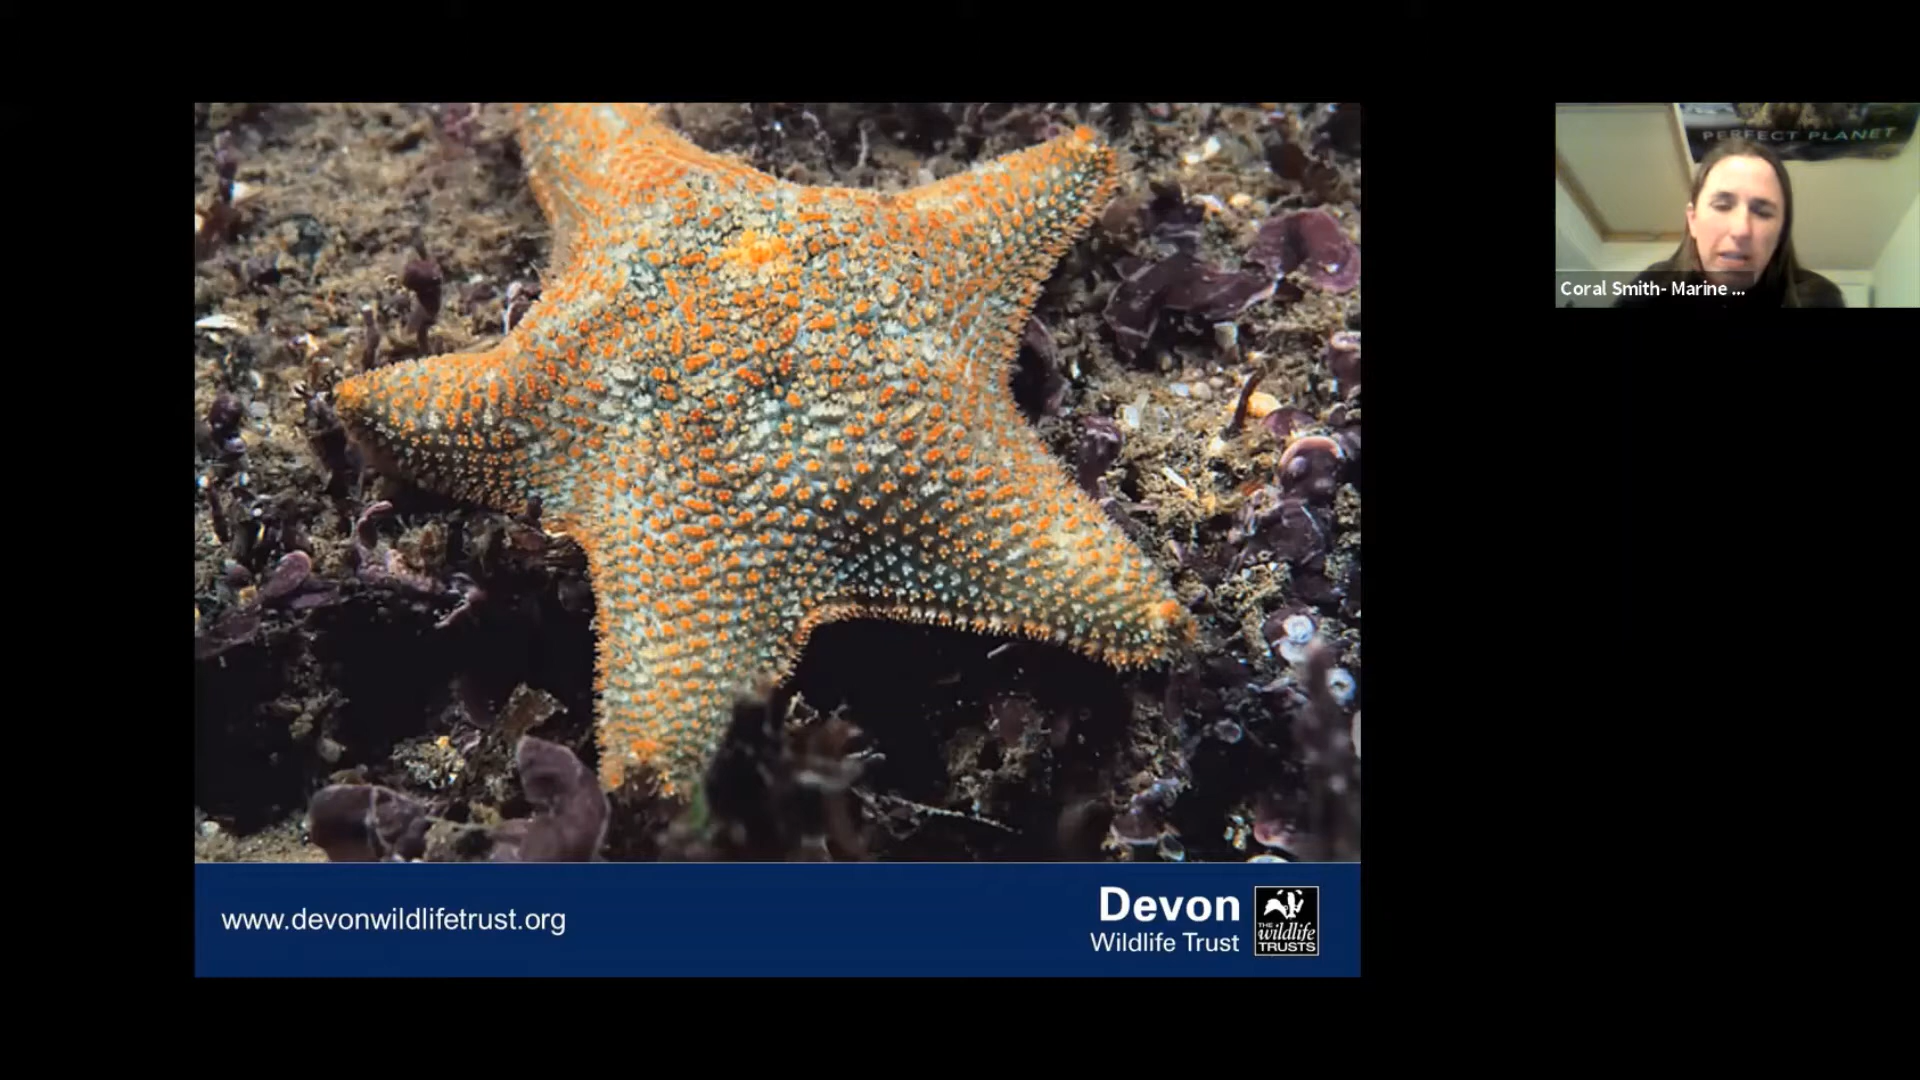 PERFECT PLANET
Coral Smith- Marine ...
www.devonwildlifetrust.org
Devon
Wildlife Trust
THE
wildlife
TRUSTS